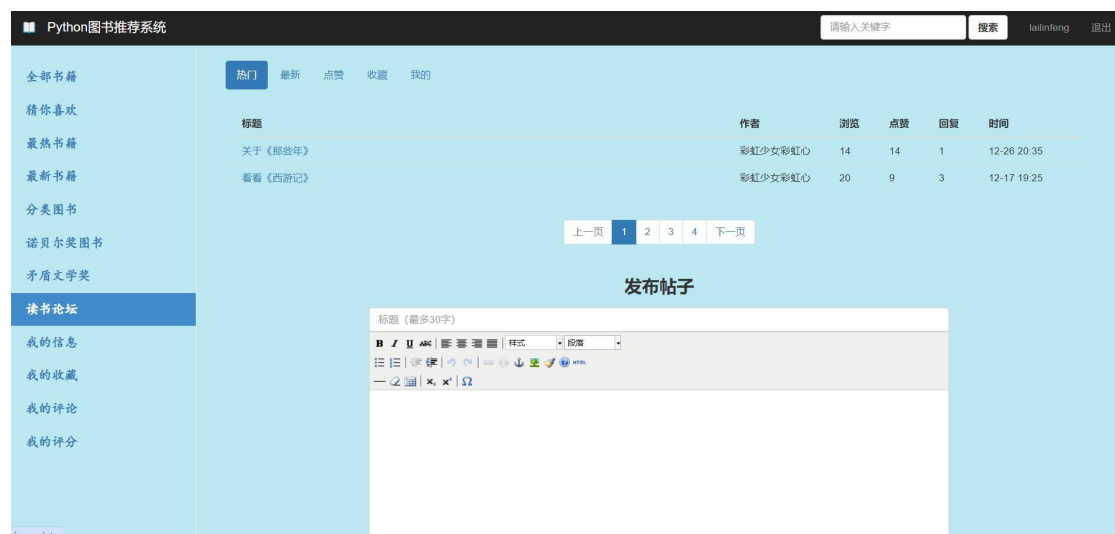 Python图书推荐系统 请输入关键字 搜索 lailinfeng 退出
全部书籍
猜你喜欢
最热书籍
最新书籍
分类图书
诺贝尔奖图书
矛盾文学奖
读书论坛
我的信息
我的收藏
我的评论
我的评分
热门 最新 点赞 收藏 我的
标题 作者 浏览 点赞 回复 时间
关于《那些年》 彩虹少女彩虹心 14 14 1 12-26 20:35
看看《西游记》 彩虹少女彩虹心 20 9 3 12-17 19:25
上一页 1 2 3 4 下一页
发布帖子
标题（最多30字）
B I U ABC 样式 段落
HTML
x₂ x² Ω